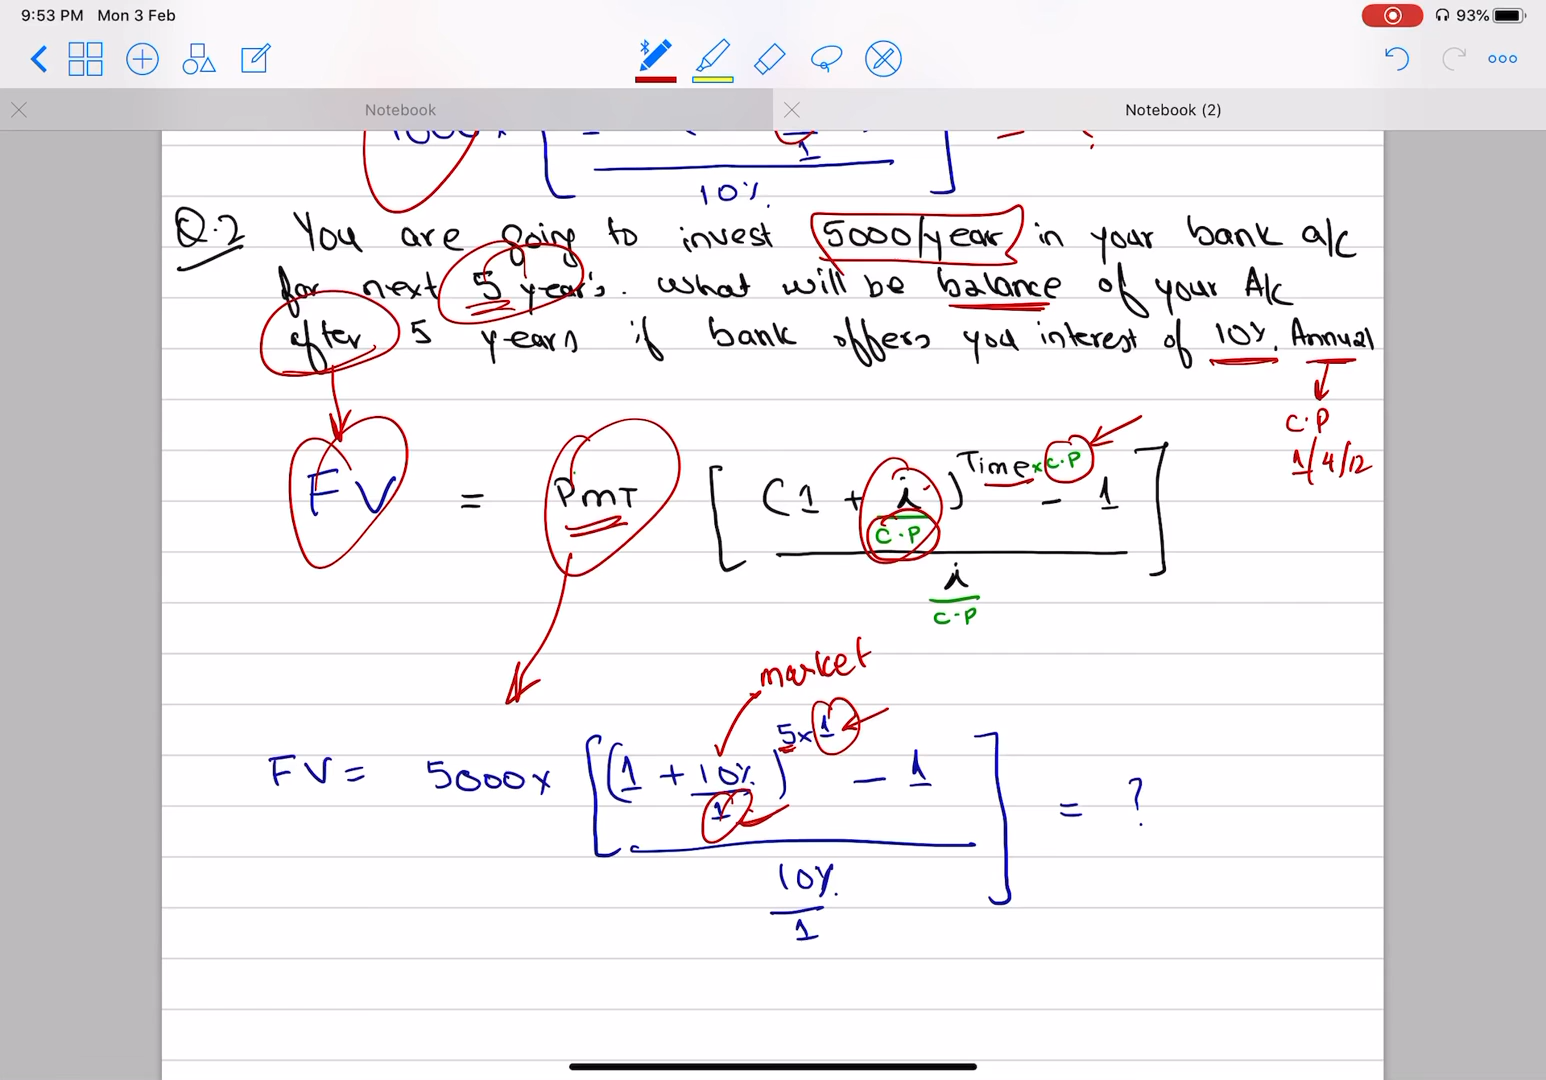 9:53 PM Mon 3 Feb
93%
Notebook
Notebook (2)
1000 x
1
= ?
10%
Q.2 You are going to invest 5000/year in your bank a/c
for next 5 year's. What will be balance of your A/c
after 5 years if bank offers you interest of 10%. Annual
C.P
1/4/12
FV = PMT [ (1 + i/C.P)^Time x C.P - 1 ]
i
C.P
market
FV = 5000 x [ (1 + 10%/1)^5x1 - 1 ] = ?
10%
1